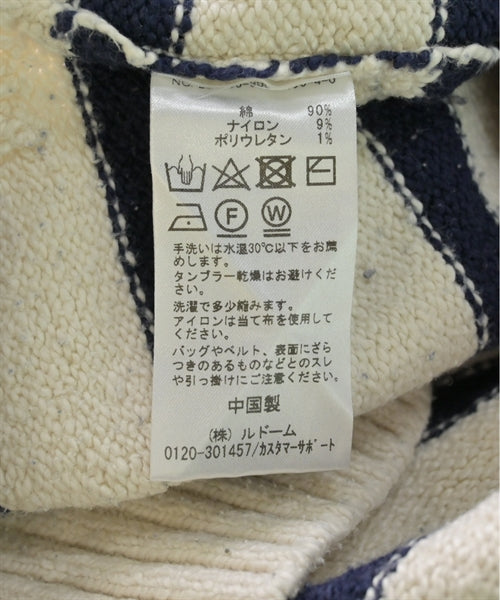 NO.
綿 90%
ナイロン 9%
ポリウレタン 1%
F W
手洗いは水温30℃以下をお薦
めします。
タンブラー乾燥はお避けくださ
い。
洗濯で多少縮みます。
アイロンは当て布を使用して
ください。
バッグやベルト、表面にざら
つきのあるものなどとのスレ
や引っ掛けにご注意ください。
中国製
(株) ルドーム
0120-301457/カスタマーサポート